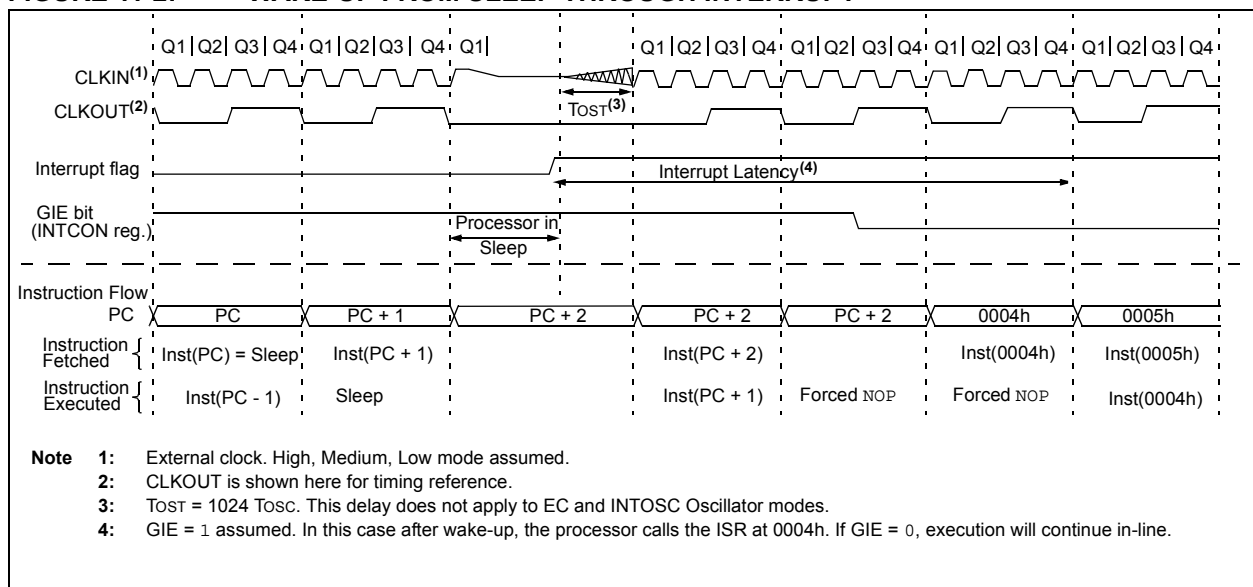 Q1 Q2 Q3 Q4 Q1 Q2 Q3 Q4 Q1 Q1 Q2 Q3 Q4 Q1 Q2 Q3 Q4 Q1 Q2 Q3 Q4 Q1 Q2 Q3 Q4
CLKIN(1)
CLKOUT(2)
TOST(3)
Interrupt flag
Interrupt Latency(4)
GIE bit
(INTCON reg.)
Processor in
Sleep
Instruction Flow
PC PC PC + 1 PC + 2 PC + 2 PC + 2 0004h 0005h
Instruction
Fetched
Inst(PC) = Sleep Inst(PC + 1) Inst(PC + 2) Inst(0004h) Inst(0005h)
Instruction
Executed
Inst(PC - 1) Sleep Inst(PC + 1) Forced NOP Forced NOP Inst(0004h)
Note 1: External clock. High, Medium, Low mode assumed.
2: CLKOUT is shown here for timing reference.
3: TOST = 1024 TOSC. This delay does not apply to EC and INTOSC Oscillator modes.
4: GIE = 1 assumed. In this case after wake-up, the processor calls the ISR at 0004h. If GIE = 0, execution will continue in-line.